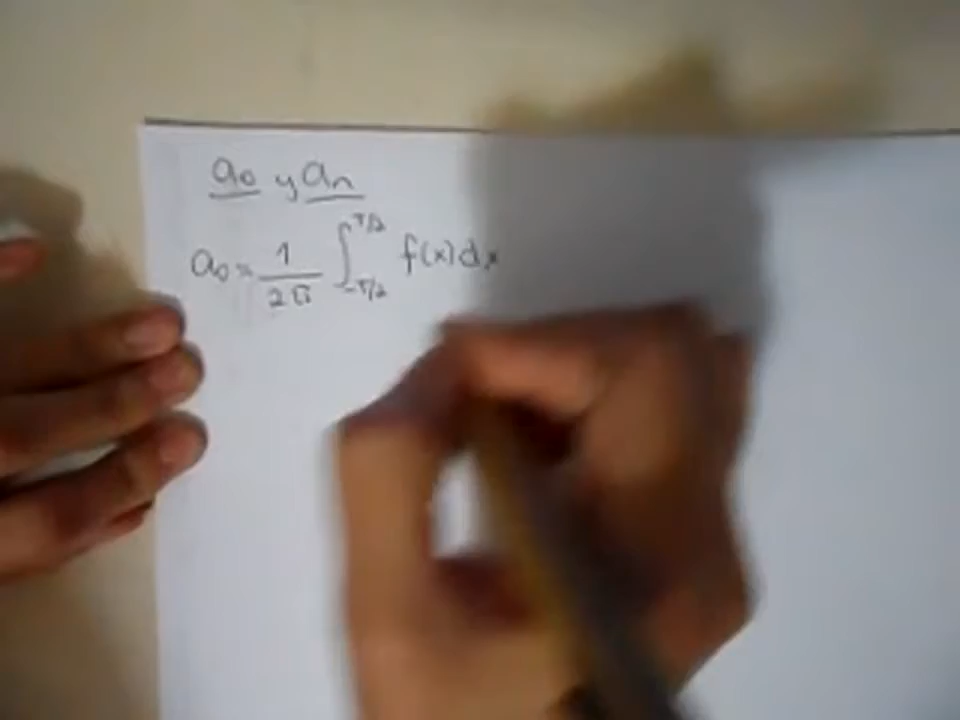 a₀ y aₙ
a₀ = 1/2π ∫_{-π/2}^{π/2} f(x)dx